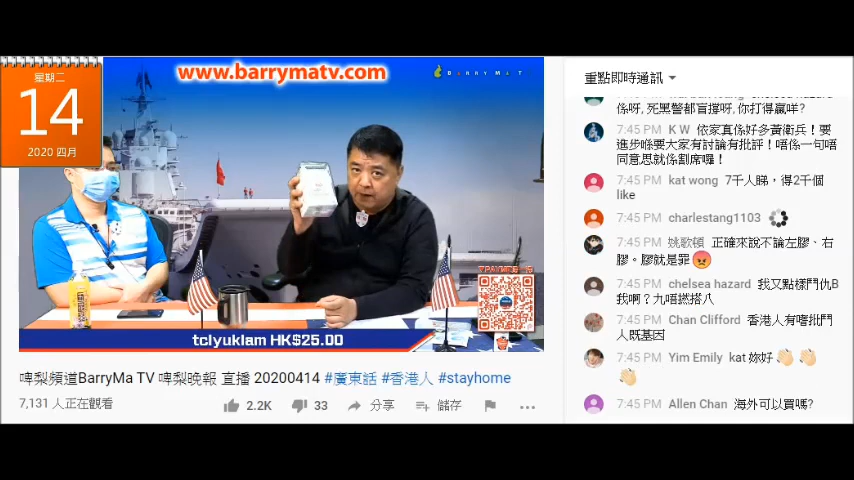 星期二
14
2020 四月
www.barrymatv.com
BARRY MAT
tclyuklam HK$25.00
啤梨頻道BarryMa TV 啤梨晚報 直播 20200414 #廣東話 #香港人 #stayhome
7,131 人正在觀看
2.2K
33
分享
儲存
重點即時通訊
係呀, 死黑警都盲撐呀, 你打得贏咩?
7:45 PM K W 依家真係好多黃衛兵！要
進步係要大家有討論有批評！唔係一句唔
同意思就係割席囉！
7:45 PM kat wong 7千人睇，得2千個
like
7:45 PM charlestang1103
7:45 PM 姚歌頓 正確來說不論左膠、右
膠。膠就是罪
7:45 PM chelsea hazard 我又點樣鬥仇B
我啊？九唔搭八
7:45 PM Chan Clifford 香港人有嗜批鬥
人既基因
7:45 PM Yim Emily kat 妳好
7:45 PM Allen Chan 海外可以買嗎?